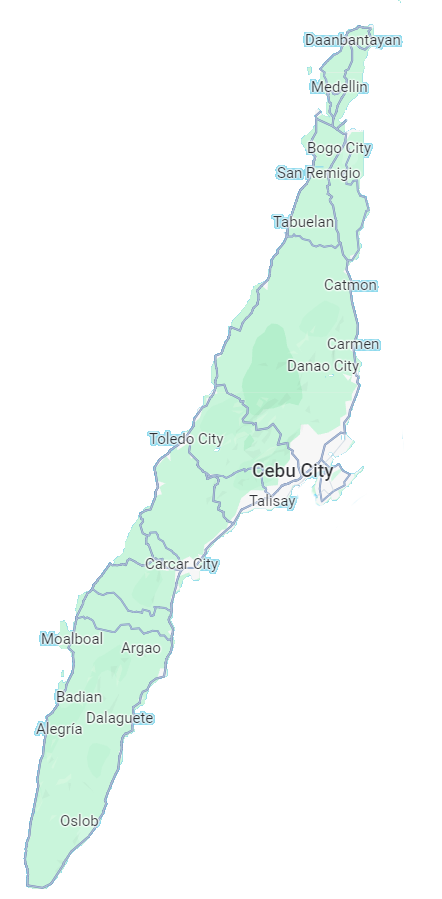 Daanbantayan
Medellin
Bogo City
San Remigio
Tabuelan
Catmon
Carmen
Danao City
Toledo City
Cebu City
Talisay
Carcar City
Moalboal
Argao
Badian
Dalaguete
Alegría
Oslob